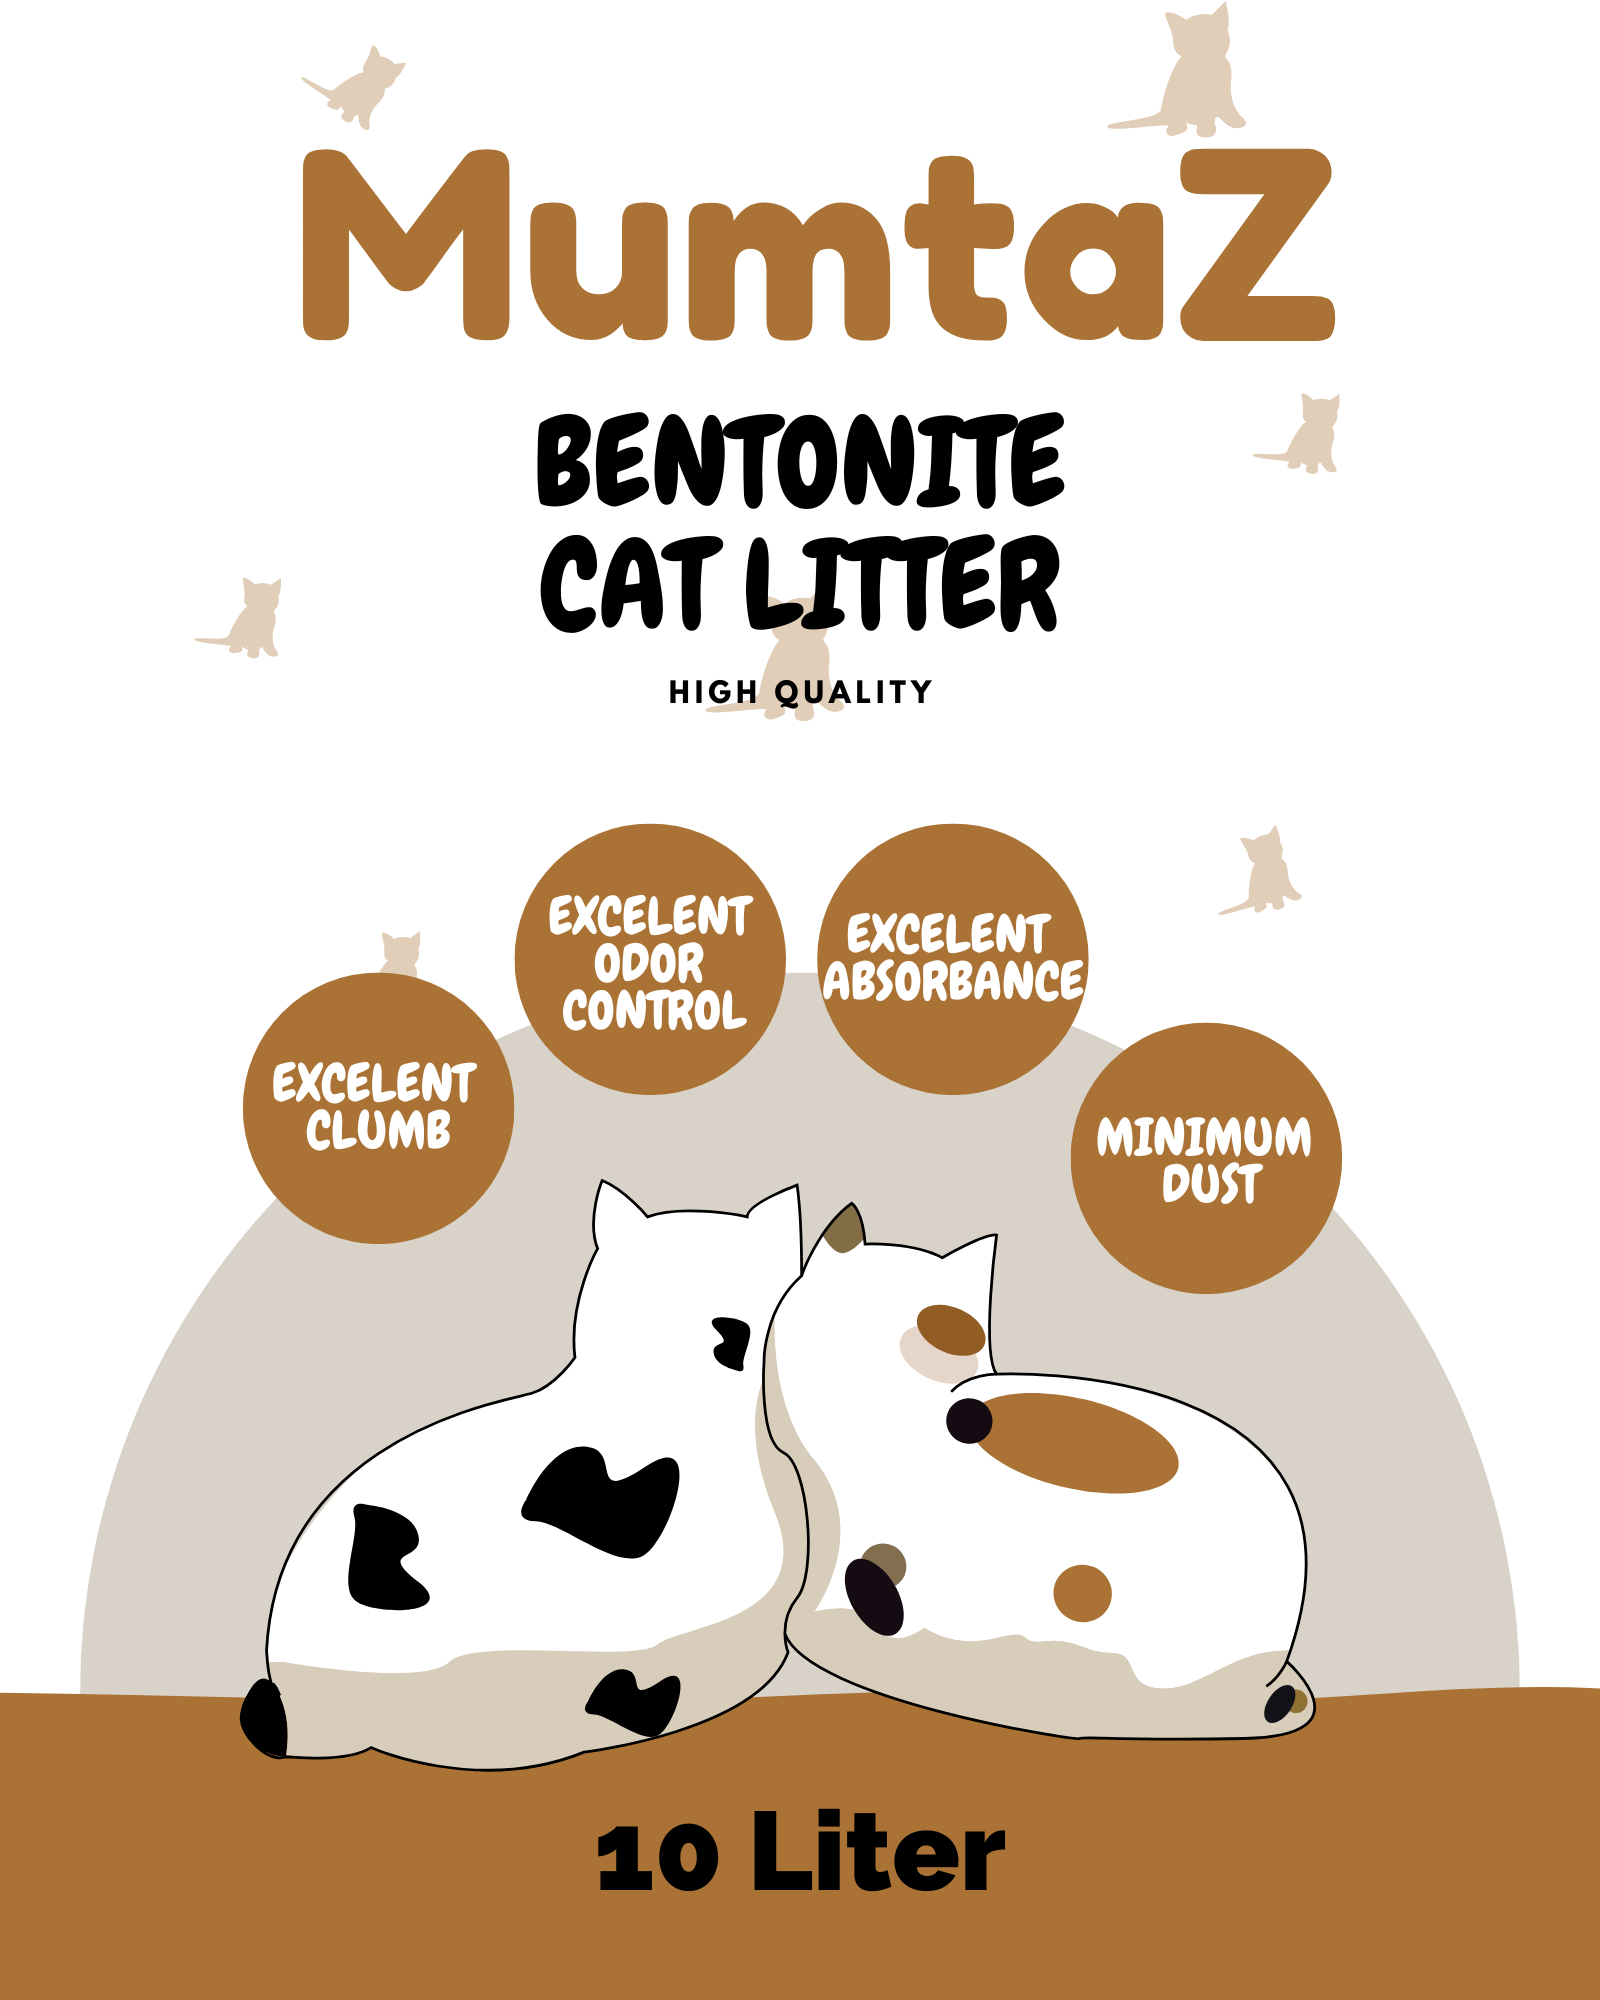 MumtaZ
BENTONITE
CAT LITTER
HIGH QUALITY
EXCELENT
ODOR
CONTROL
EXCELENT
ABSORBANCE
EXCELENT
CLUMB
MINIMUM
DUST
10 Liter